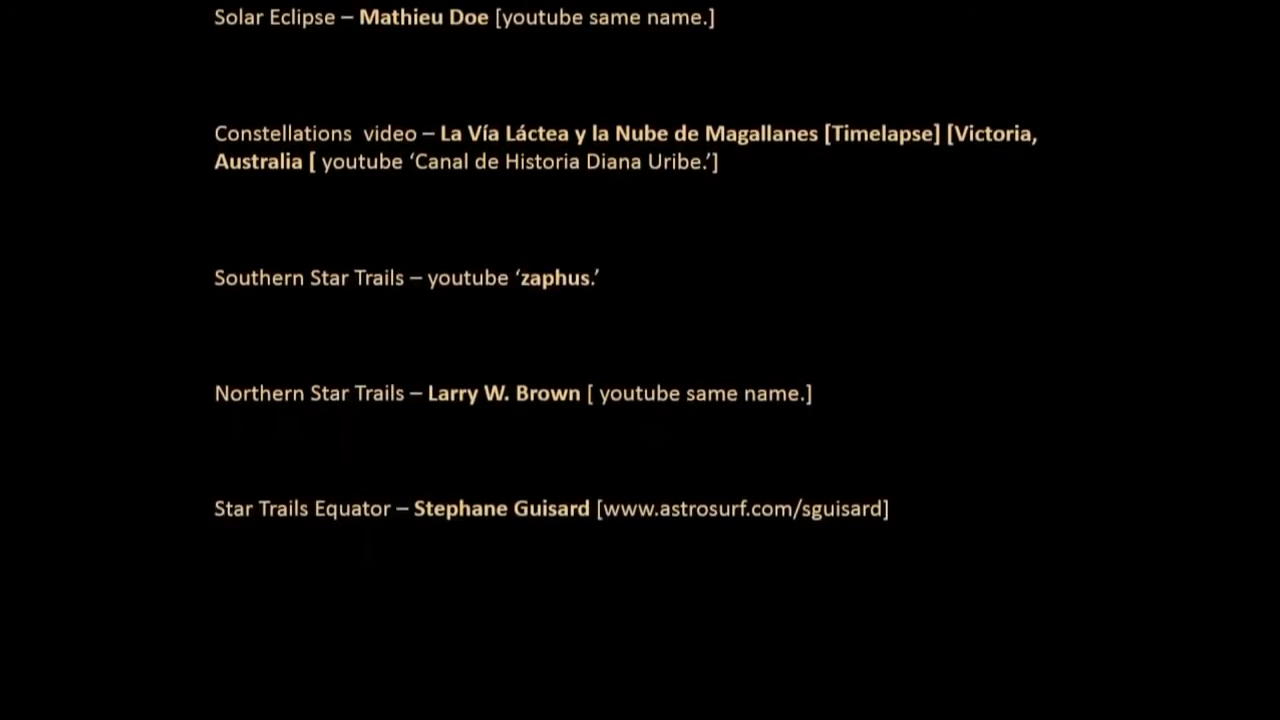 Solar Eclipse – Mathieu Doe [youtube same name.]
Constellations  video – La Vía Láctea y la Nube de Magallanes [Timelapse] [Victoria,
Australia [ youtube ‘Canal de Historia Diana Uribe.’]
Southern Star Trails – youtube ‘zaphus.’
Northern Star Trails – Larry W. Brown [ youtube same name.]
Star Trails Equator – Stephane Guisard [www.astrosurf.com/sguisard]